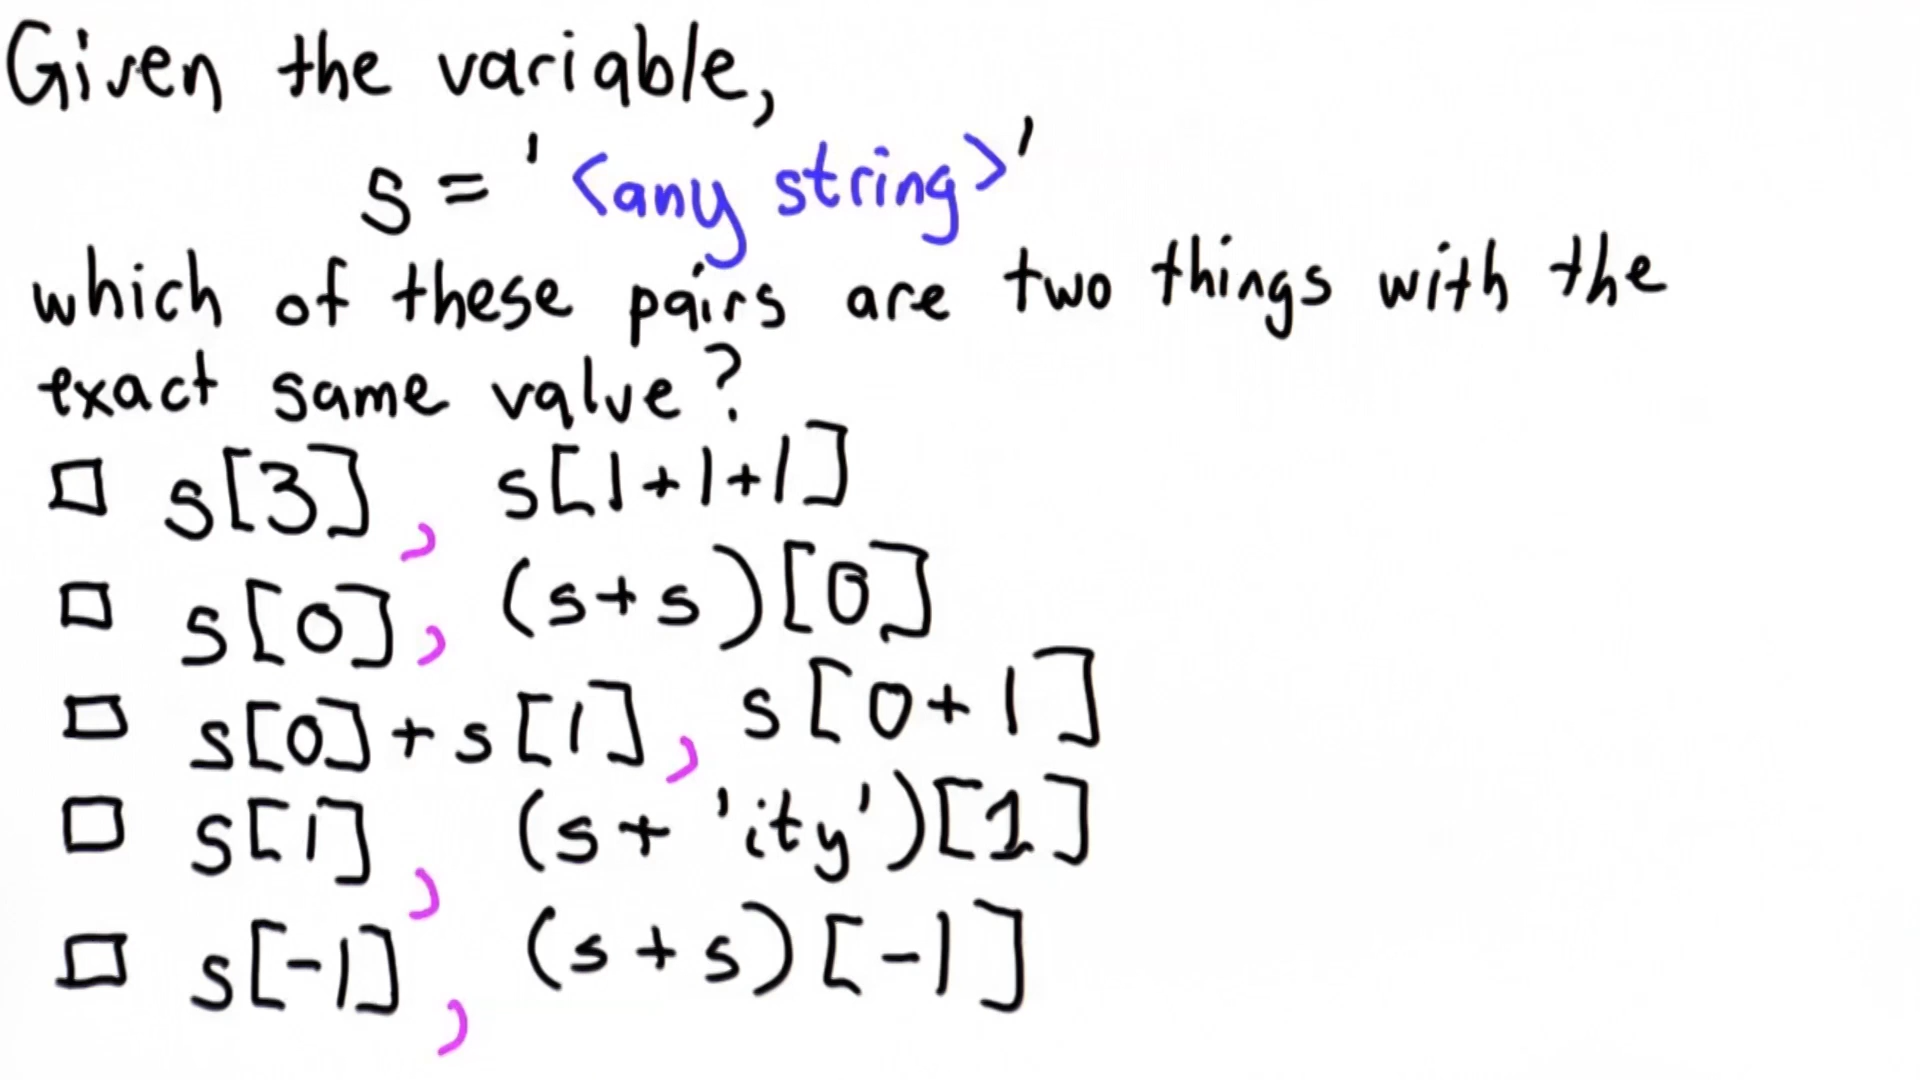 Given the variable,
s = '<any string>'
which of these pairs are two things with the
exact same value?
s[3], s[1+1+1]
s[0], (s+s)[0]
s[0]+s[1], s[0+1]
s[1], (s+'ity')[1]
s[-1], (s+s)[-1]